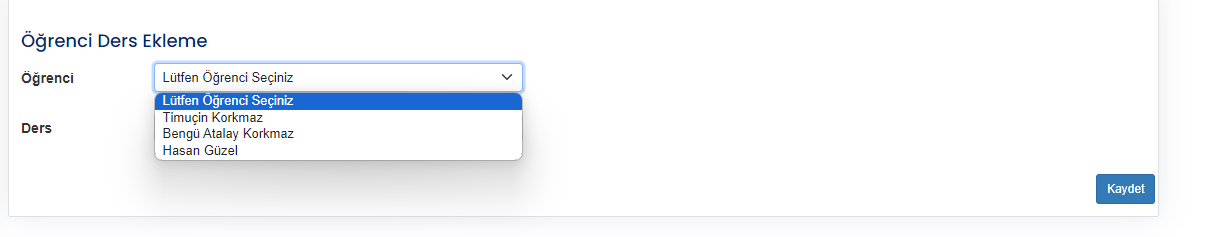 Öğrenci Ders Ekleme
Öğrenci
Lütfen Öğrenci Seçiniz
Lütfen Öğrenci Seçiniz
Timuçin Korkmaz
Bengü Atalay Korkmaz
Hasan Güzel
Ders
Kaydet